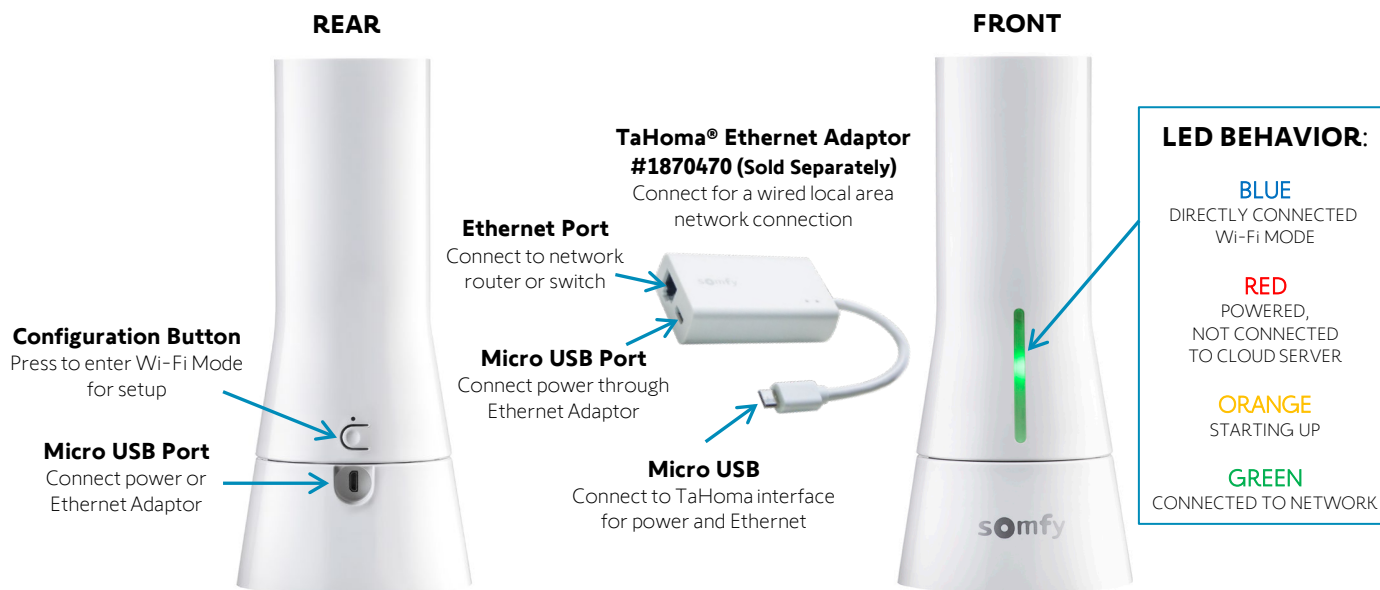 REAR
FRONT
TaHoma® Ethernet Adaptor
#1870470 (Sold Separately)
Connect for a wired local area
network connection
Ethernet Port
Connect to network
router or switch
somfy
Configuration Button
Press to enter Wi-Fi Mode
for setup
Micro USB Port
Connect power through
Ethernet Adaptor
Micro USB Port
Connect power or
Ethernet Adaptor
Micro USB
Connect to TaHoma interface
for power and Ethernet
somfy
LED BEHAVIOR:
BLUE
DIRECTLY CONNECTED
Wi-Fi MODE
RED
POWERED,
NOT CONNECTED
TO CLOUD SERVER
ORANGE
STARTING UP
GREEN
CONNECTED TO NETWORK